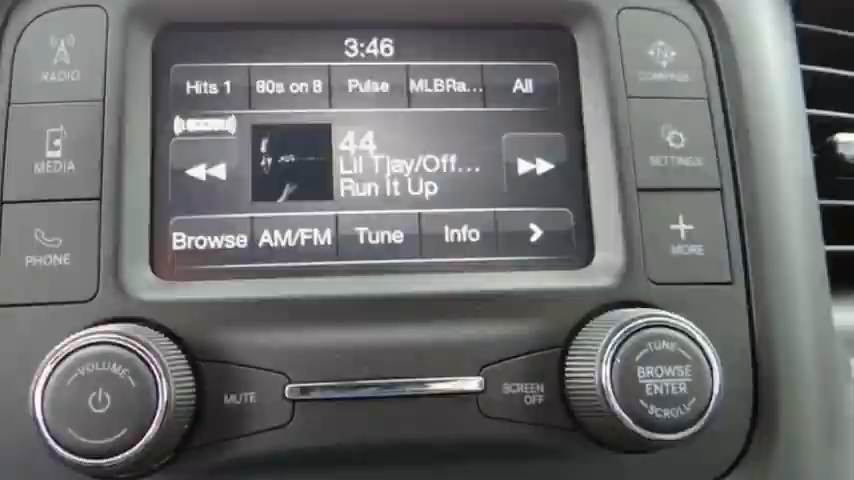 3:46
Hits 1 80s on 8 Pulse MLBRa... All
44
Lil Tjay/Off...
Run It Up
Browse AM/FM Tune Info >
RADIO
MEDIA
PHONE
COMPASS
SETTINGS
MORE
VOLUME
MUTE
SCREEN
OFF
TUNE
BROWSE
ENTER
SCROLL